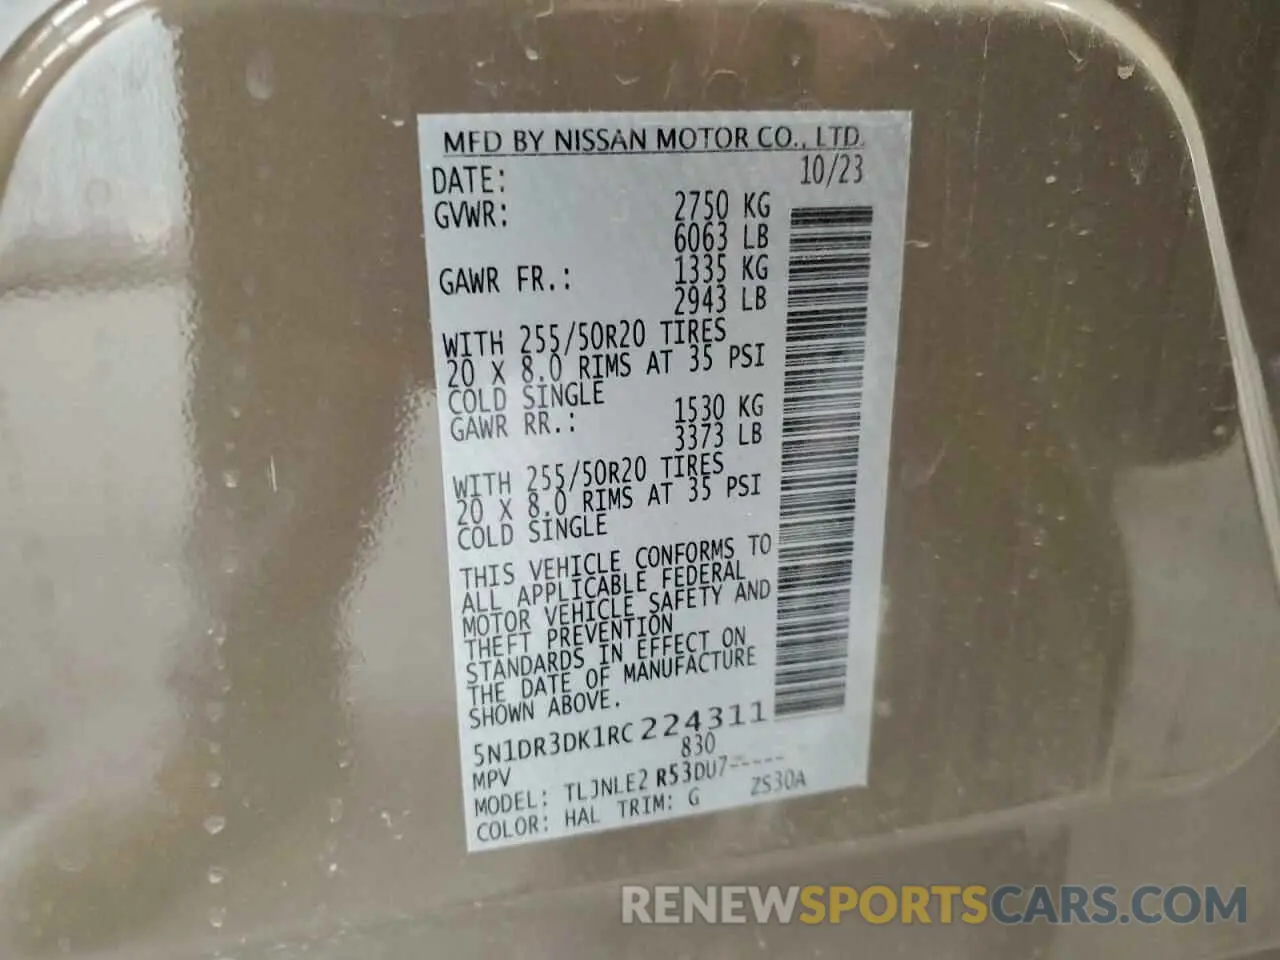 MFD BY NISSAN MOTOR CO., LTD.
DATE: 10/23
GVWR: 2750 KG
6063 LB
GAWR FR.: 1335 KG
2943 LB
WITH 255/50R20 TIRES
20 X 8.0 RIMS AT 35 PSI
COLD SINGLE
GAWR RR.: 1530 KG
3373 LB
WITH 255/50R20 TIRES
20 X 8.0 RIMS AT 35 PSI
COLD SINGLE
THIS VEHICLE CONFORMS TO
ALL APPLICABLE FEDERAL
MOTOR VEHICLE SAFETY AND
THEFT PREVENTION
STANDARDS IN EFFECT ON
THE DATE OF MANUFACTURE
SHOWN ABOVE.
5N1DR3DK1RC224311
MPV 830
MODEL: TLJNLE2 R53DU7-----
COLOR: HAL TRIM: G ZS30A
RENEWSPORTSCARS.COM